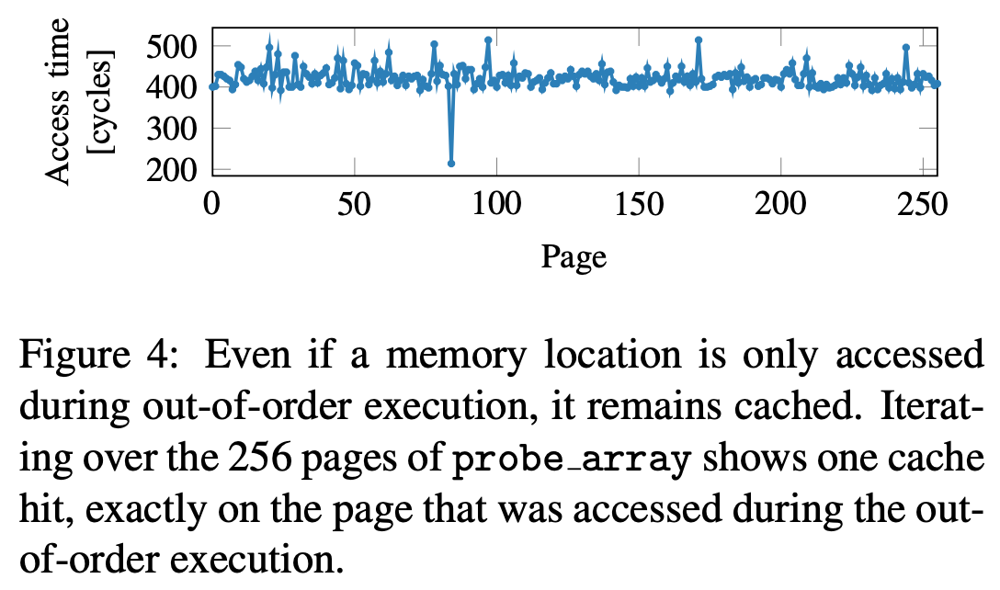 Access time
[cycles]
500
400
300
200
0 50 100 150 200 250
Page
Figure 4: Even if a memory location is only accessed
during out-of-order execution, it remains cached. Iterat-
ing over the 256 pages of probe_array shows one cache
hit, exactly on the page that was accessed during the out-
of-order execution.